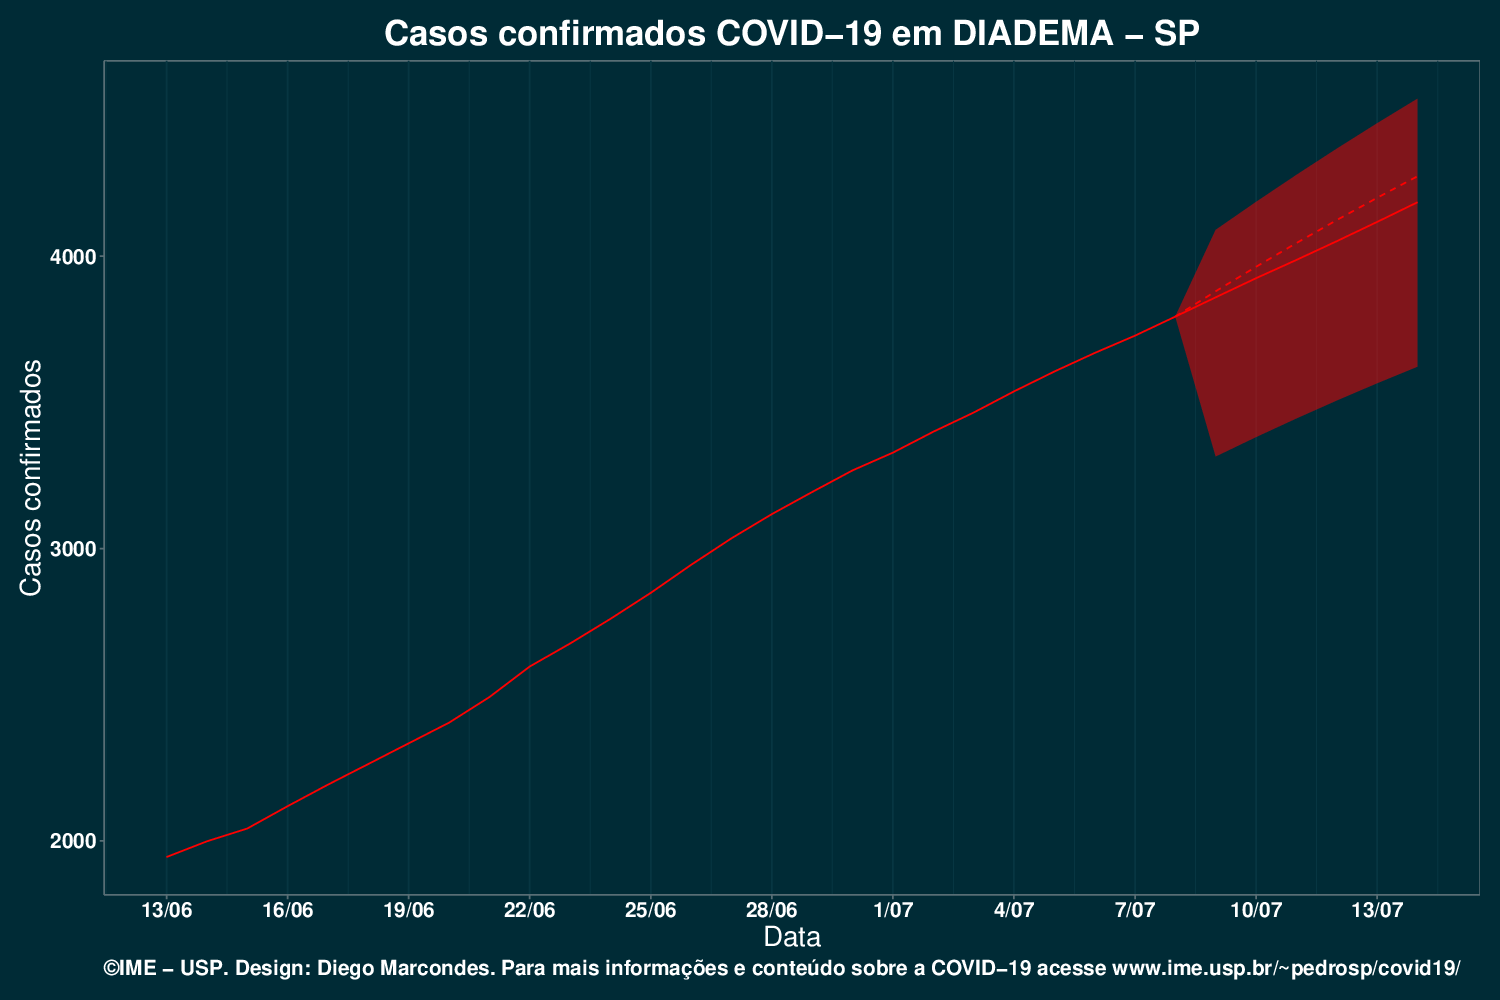 Casos confirmados COVID−19 em DIADEMA − SP
Casos confirmados
4000
3000
2000
13/06 16/06 19/06 22/06 25/06 28/06 1/07 4/07 7/07 10/07 13/07
Data
©IME − USP. Design: Diego Marcondes. Para mais informações e conteúdo sobre a COVID−19 acesse www.ime.usp.br/~pedrosp/covid19/